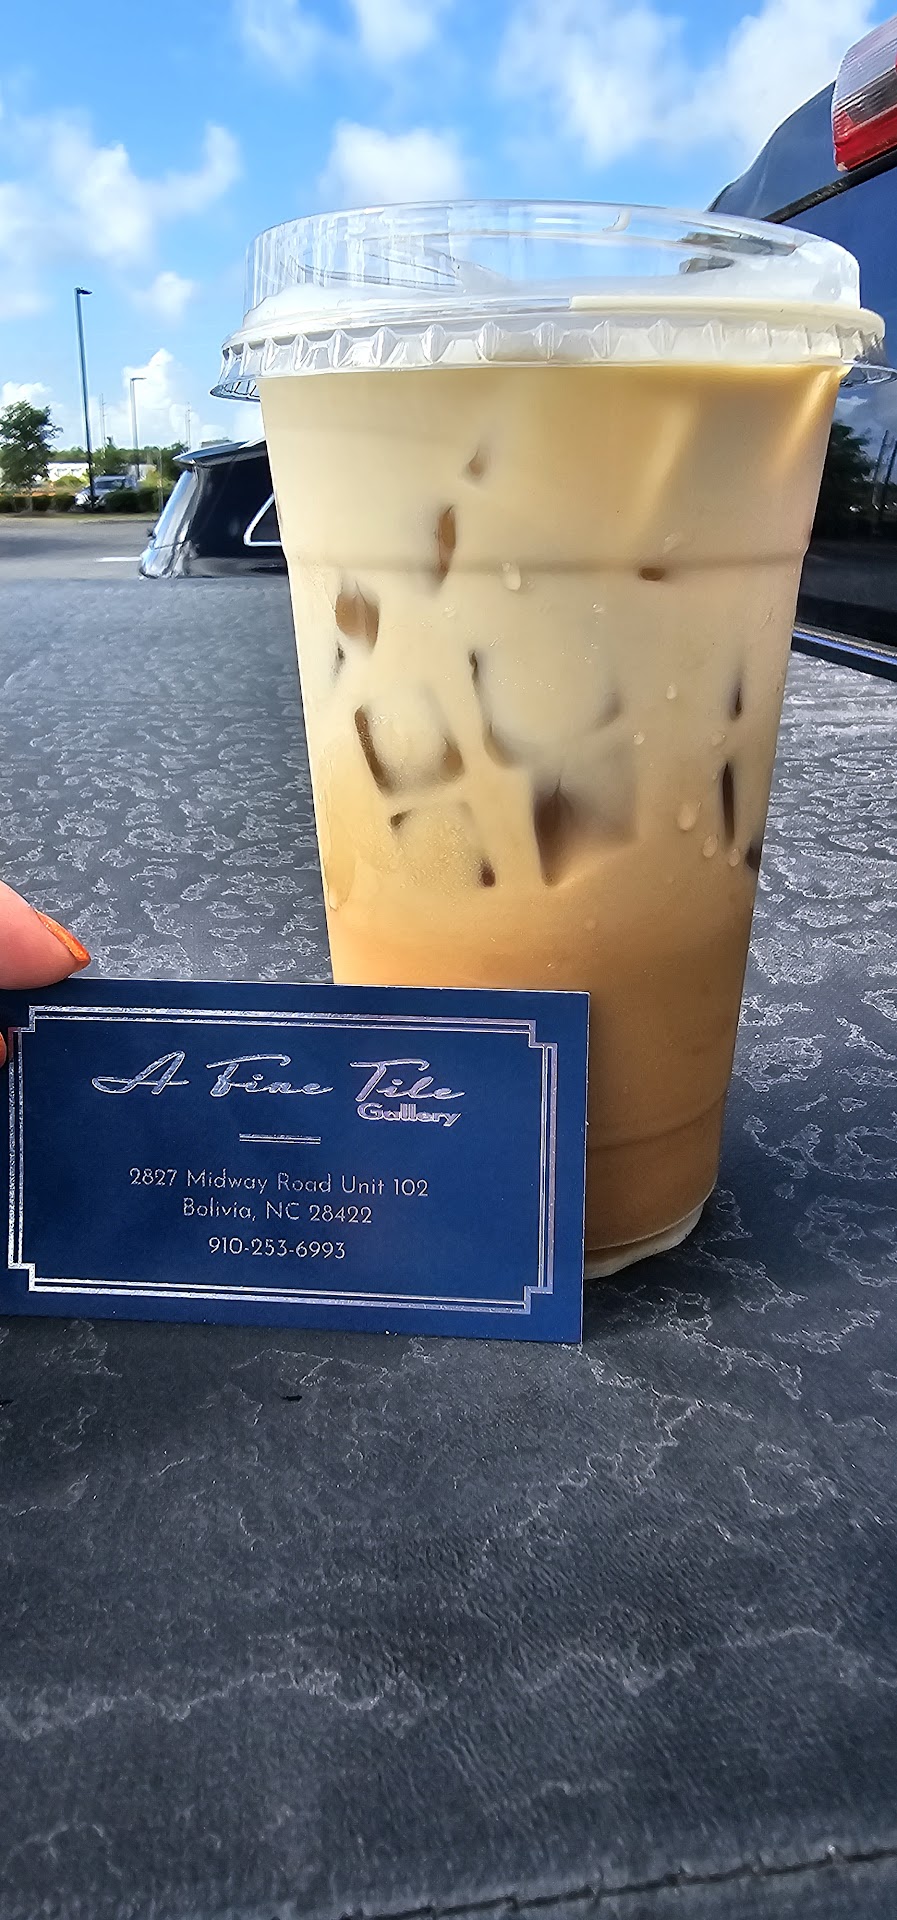 A Fine Tile
Gallery
2827 Midway Road Unit 102
Bolivia, NC 28422
910-253-6993